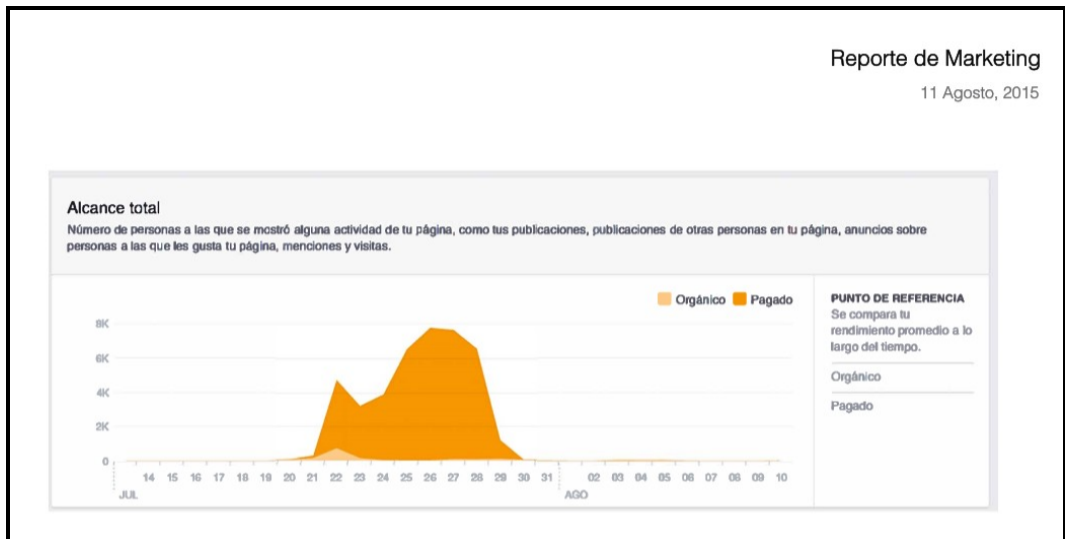 Reporte de Marketing
11 Agosto, 2015
Alcance total
Número de personas a las que se mostró alguna actividad de tu página, como tus publicaciones, publicaciones de otras personas en tu página, anuncios sobre
personas a las que les gusta tu página, menciones y visitas.
Orgánico Pagado
8K
6K
4K
2K
0
14 15 16 17 18 19 20 21 22 23 24 25 26 27 28 29 30 31 02 03 04 05 06 07 08 09 10
JUL AGO
PUNTO DE REFERENCIA
Se compara tu
rendimiento promedio a lo
largo del tiempo.
Orgánico
Pagado